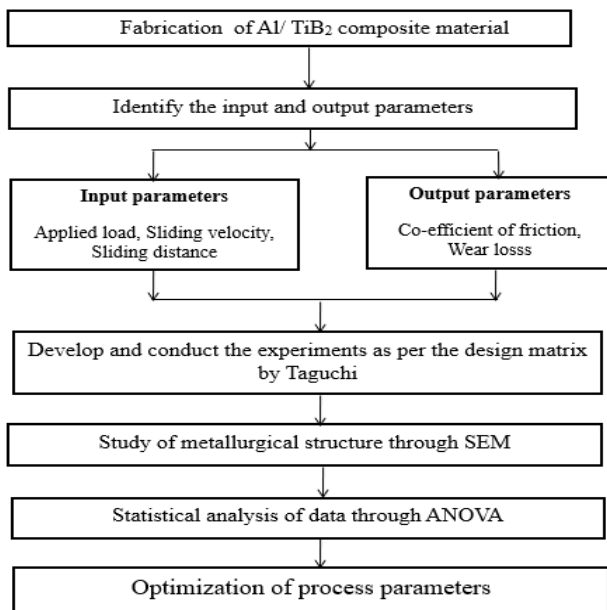 Fabrication of Al/ TiB₂ composite material
Identify the input and output parameters
Input parameters
Applied load, Sliding velocity,
Sliding distance
Output parameters
Co-efficient of friction,
Wear losss
Develop and conduct the experiments as per the design matrix
by Taguchi
Study of metallurgical structure through SEM
Statistical analysis of data through ANOVA
Optimization of process parameters